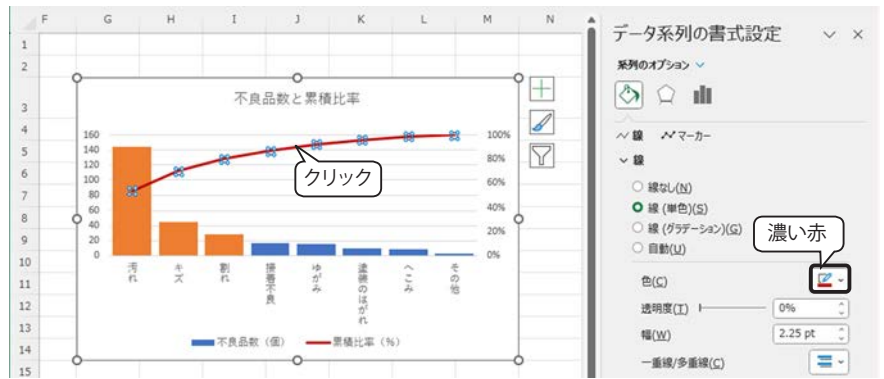 F G H I J K L M N
1
2
3
4
5
6
7
8
9
10
11
12
13
14
15
不良品数と累積比率
160
140
120
100
80
60
40
20
0
100%
80%
60%
40%
20%
0%
クリック
汚れ
キズ
割れ
接着不良
ゆがみ
塗装のはがれ
へこみ
その他
不良品数（個） 累積比率（%）
データ系列の書式設定
系列のオプション
線 マーカー
線
線なし(N)
線 (単色)(S)
線 (グラデーション)(G)
自動(U)
濃い赤
色(C)
透明度(T) 0%
幅(W) 2.25 pt
一重線/多重線(C)